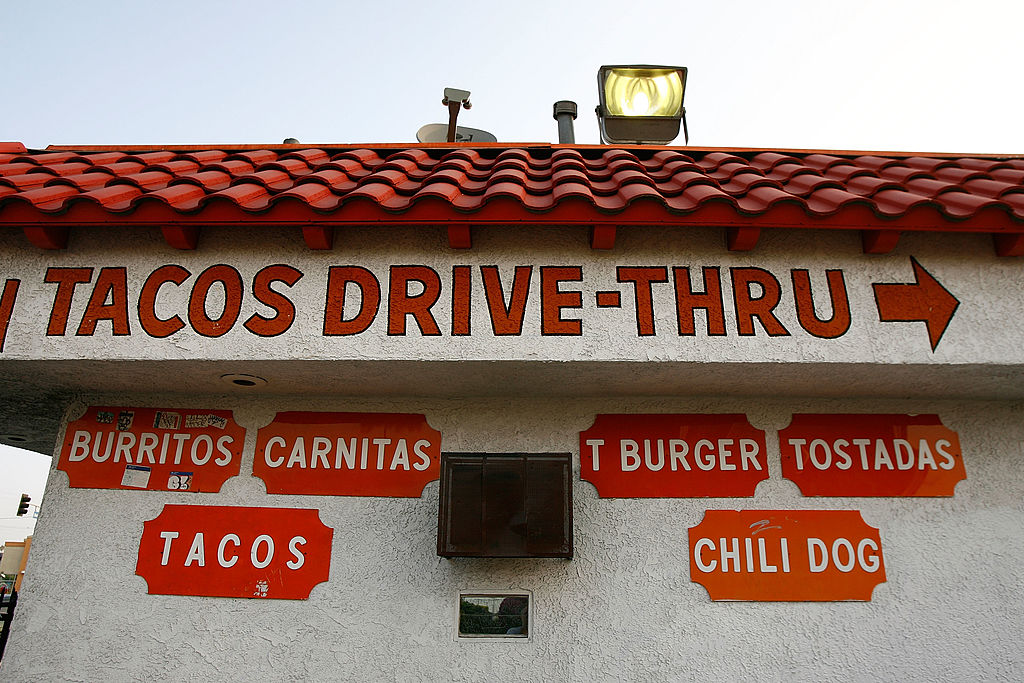 TACOS DRIVE-THRU
BURRITOS
CARNITAS
T BURGER
TOSTADAS
TACOS
CHILI DOG